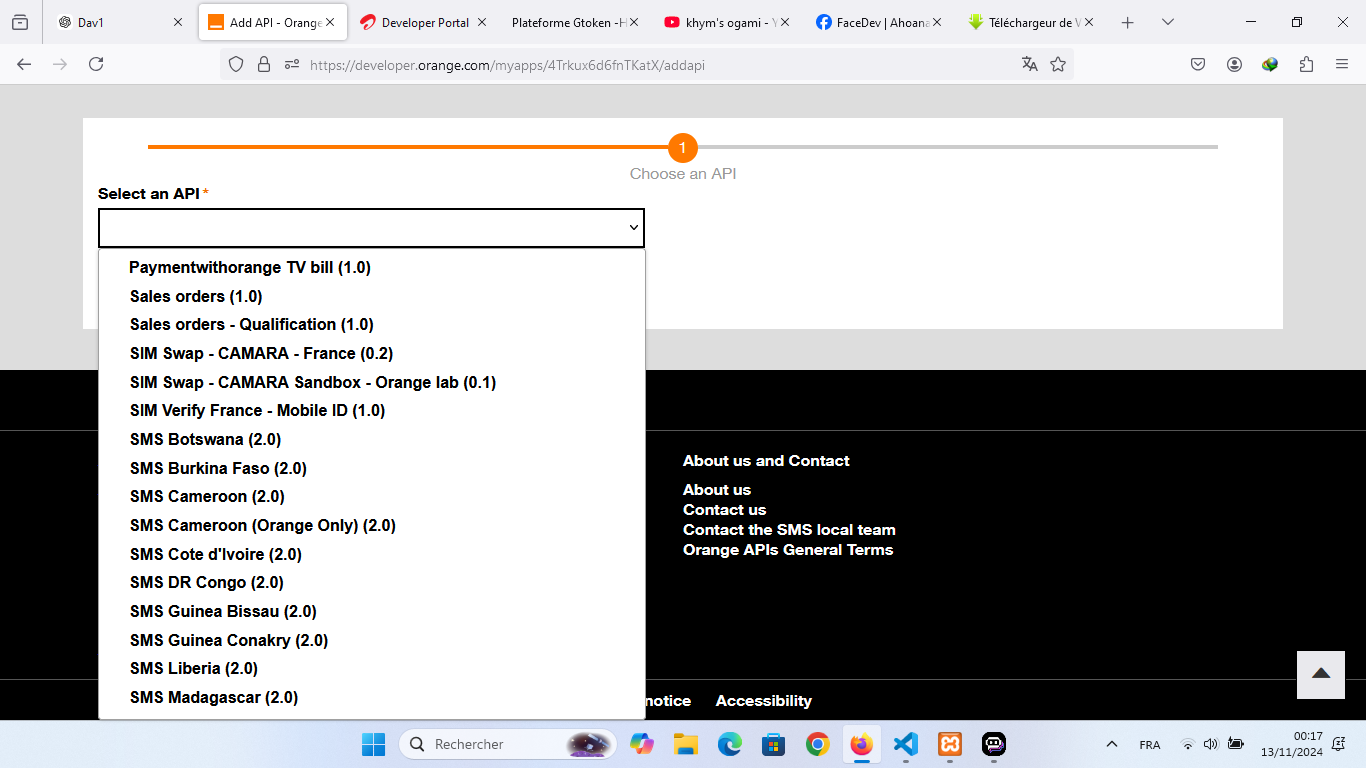 Dav1
Add API - Orange
Developer Portal
Plateforme Gtoken -H
khym's ogami - Y
FaceDev | Ahoana
Téléchargeur de V
https://developer.orange.com/myapps/4Trkux6d6fnTKatX/addapi
1
Choose an API
Select an API *
Paymentwithorange TV bill (1.0)
Sales orders (1.0)
Sales orders - Qualification (1.0)
SIM Swap - CAMARA - France (0.2)
SIM Swap - CAMARA Sandbox - Orange lab (0.1)
SIM Verify France - Mobile ID (1.0)
SMS Botswana (2.0)
SMS Burkina Faso (2.0)
SMS Cameroon (2.0)
SMS Cameroon (Orange Only) (2.0)
SMS Cote d'Ivoire (2.0)
SMS DR Congo (2.0)
SMS Guinea Bissau (2.0)
SMS Guinea Conakry (2.0)
SMS Liberia (2.0)
SMS Madagascar (2.0)
About us and Contact
About us
Contact us
Contact the SMS local team
Orange APIs General Terms
notice Accessibility
Rechercher
FRA
00:17
13/11/2024